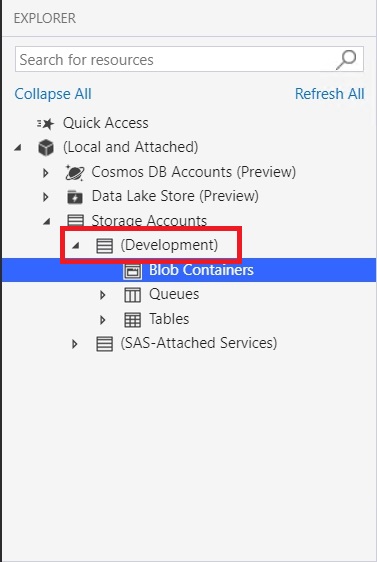 EXPLORER
Search for resources
Collapse All Refresh All
Quick Access
(Local and Attached)
Cosmos DB Accounts (Preview)
Data Lake Store (Preview)
Storage Accounts
(Development)
Blob Containers
Queues
Tables
(SAS-Attached Services)